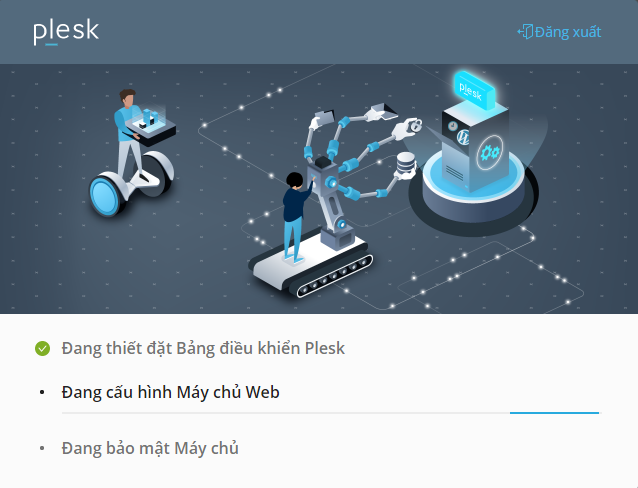 plesk
Đăng xuất
plesk
Đang thiết đặt Bảng điều khiển Plesk
Đang cấu hình Máy chủ Web
Đang bảo mật Máy chủ